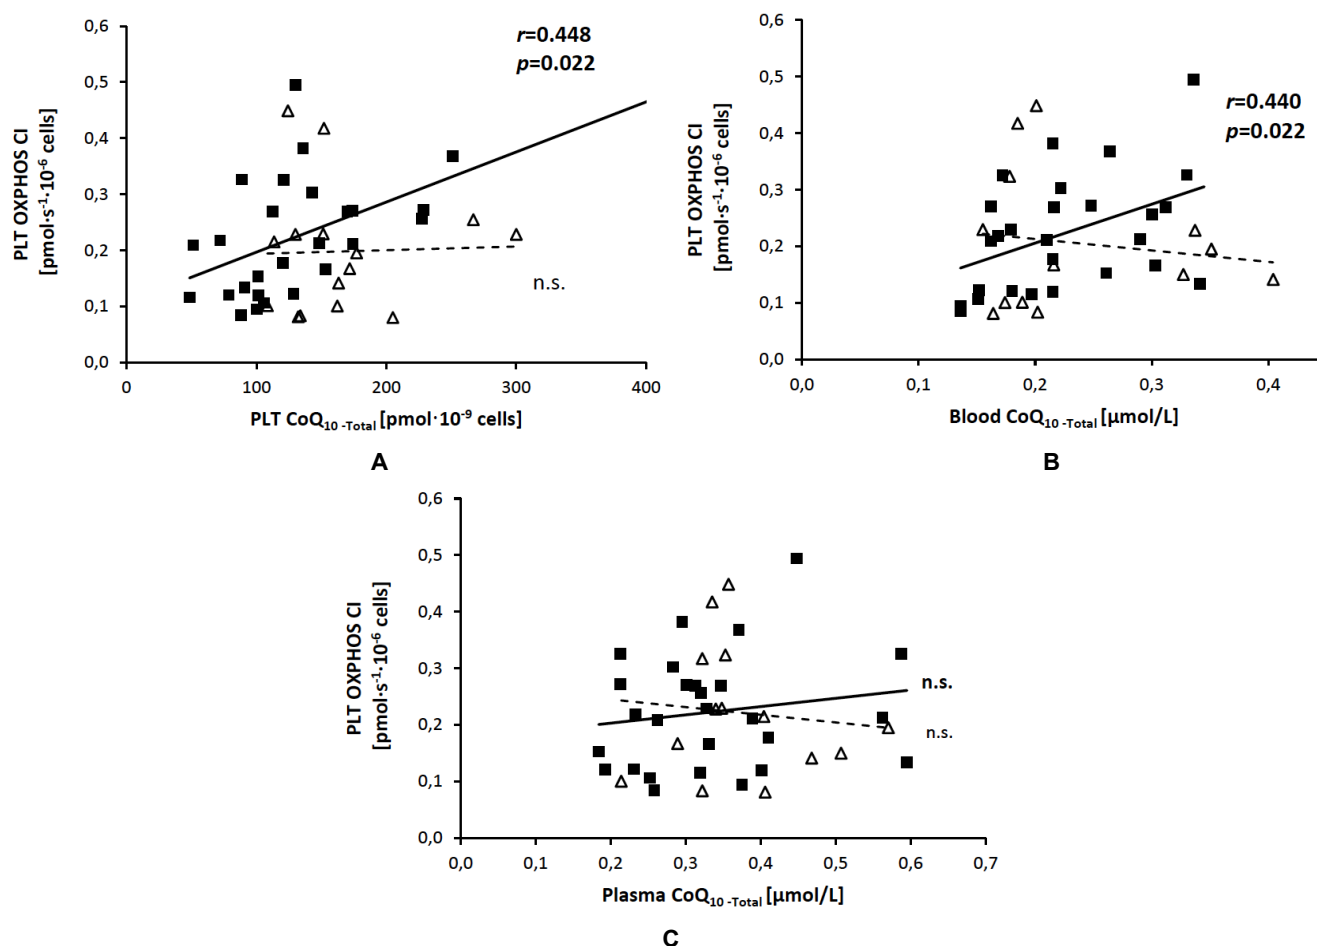 0,6
0,5
0,4
0,3
0,2
0,1
0,0
PLT OXPHOS CI
[pmol·s⁻¹·10⁻⁶ cells]
r=0.448
p=0.022
n.s.
0
100
200
300
400
PLT CoQ₁₀ ₋Total [pmol·10⁻⁹ cells]
A
0,6
0,5
0,4
0,3
0,2
0,1
0,0
PLT OXPHOS CI
[pmol·s⁻¹·10⁻⁶ cells]
r=0.440
p=0.022
0,0
0,1
0,2
0,3
0,4
Blood CoQ₁₀ ₋Total [µmol/L]
B
0,6
0,5
0,4
0,3
0,2
0,1
0,0
PLT OXPHOS CI
[pmol·s⁻¹·10⁻⁶ cells]
n.s.
n.s.
0,0
0,1
0,2
0,3
0,4
0,5
0,6
0,7
Plasma CoQ₁₀ ₋Total [µmol/L]
C